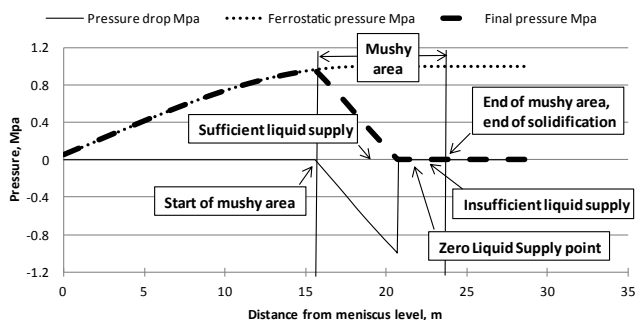 Pressure drop Mpa Ferrostatic pressure Mpa Final pressure Mpa
1.2
0.8
0.4
0
-0.4
-0.8
-1.2
Pressure, Mpa
Mushy
area
Sufficient liquid supply
End of mushy area,
end of solidification
Start of mushy area
Insufficient liquid supply
Zero Liquid Supply point
0 5 10 15 20 25 30 35
Distance from meniscus level, m